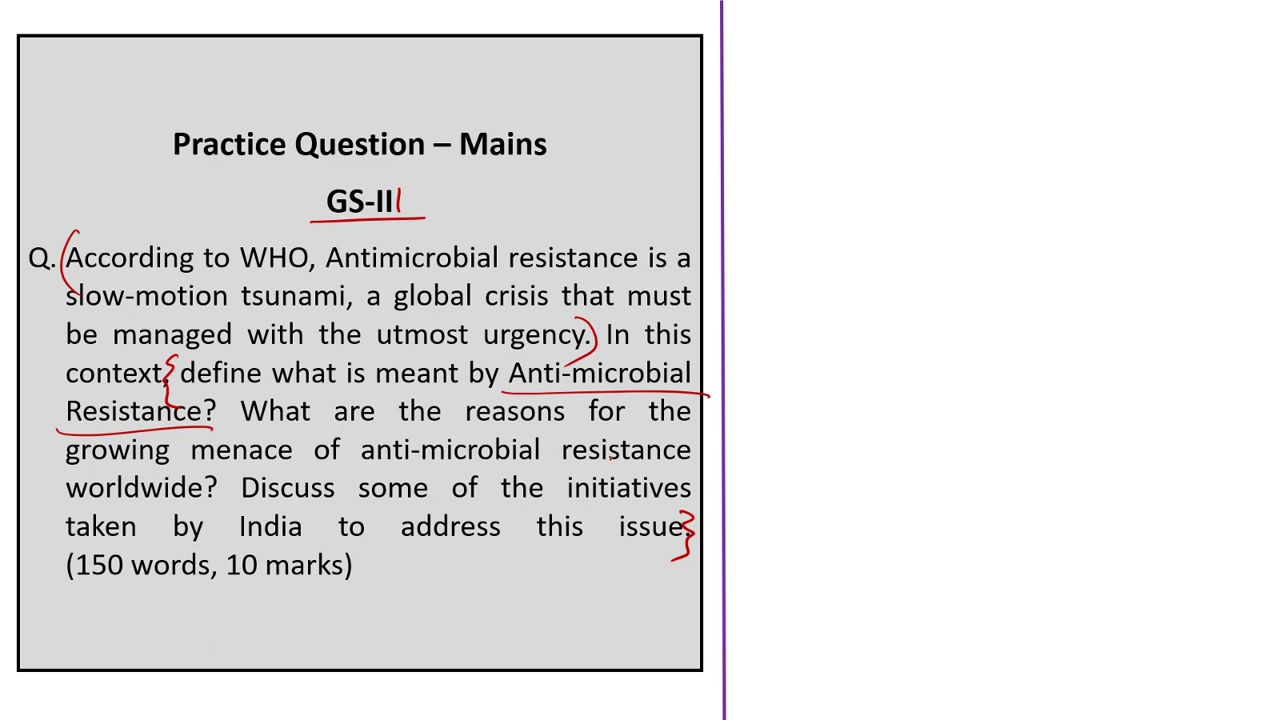 Practice Question – Mains
GS-III
Q. According to WHO, Antimicrobial resistance is a
slow-motion tsunami, a global crisis that must
be managed with the utmost urgency. In this
context, define what is meant by Anti-microbial
Resistance? What are the reasons for the
growing menace of anti-microbial resistance
worldwide? Discuss some of the initiatives
taken by India to address this issue.
(150 words, 10 marks)